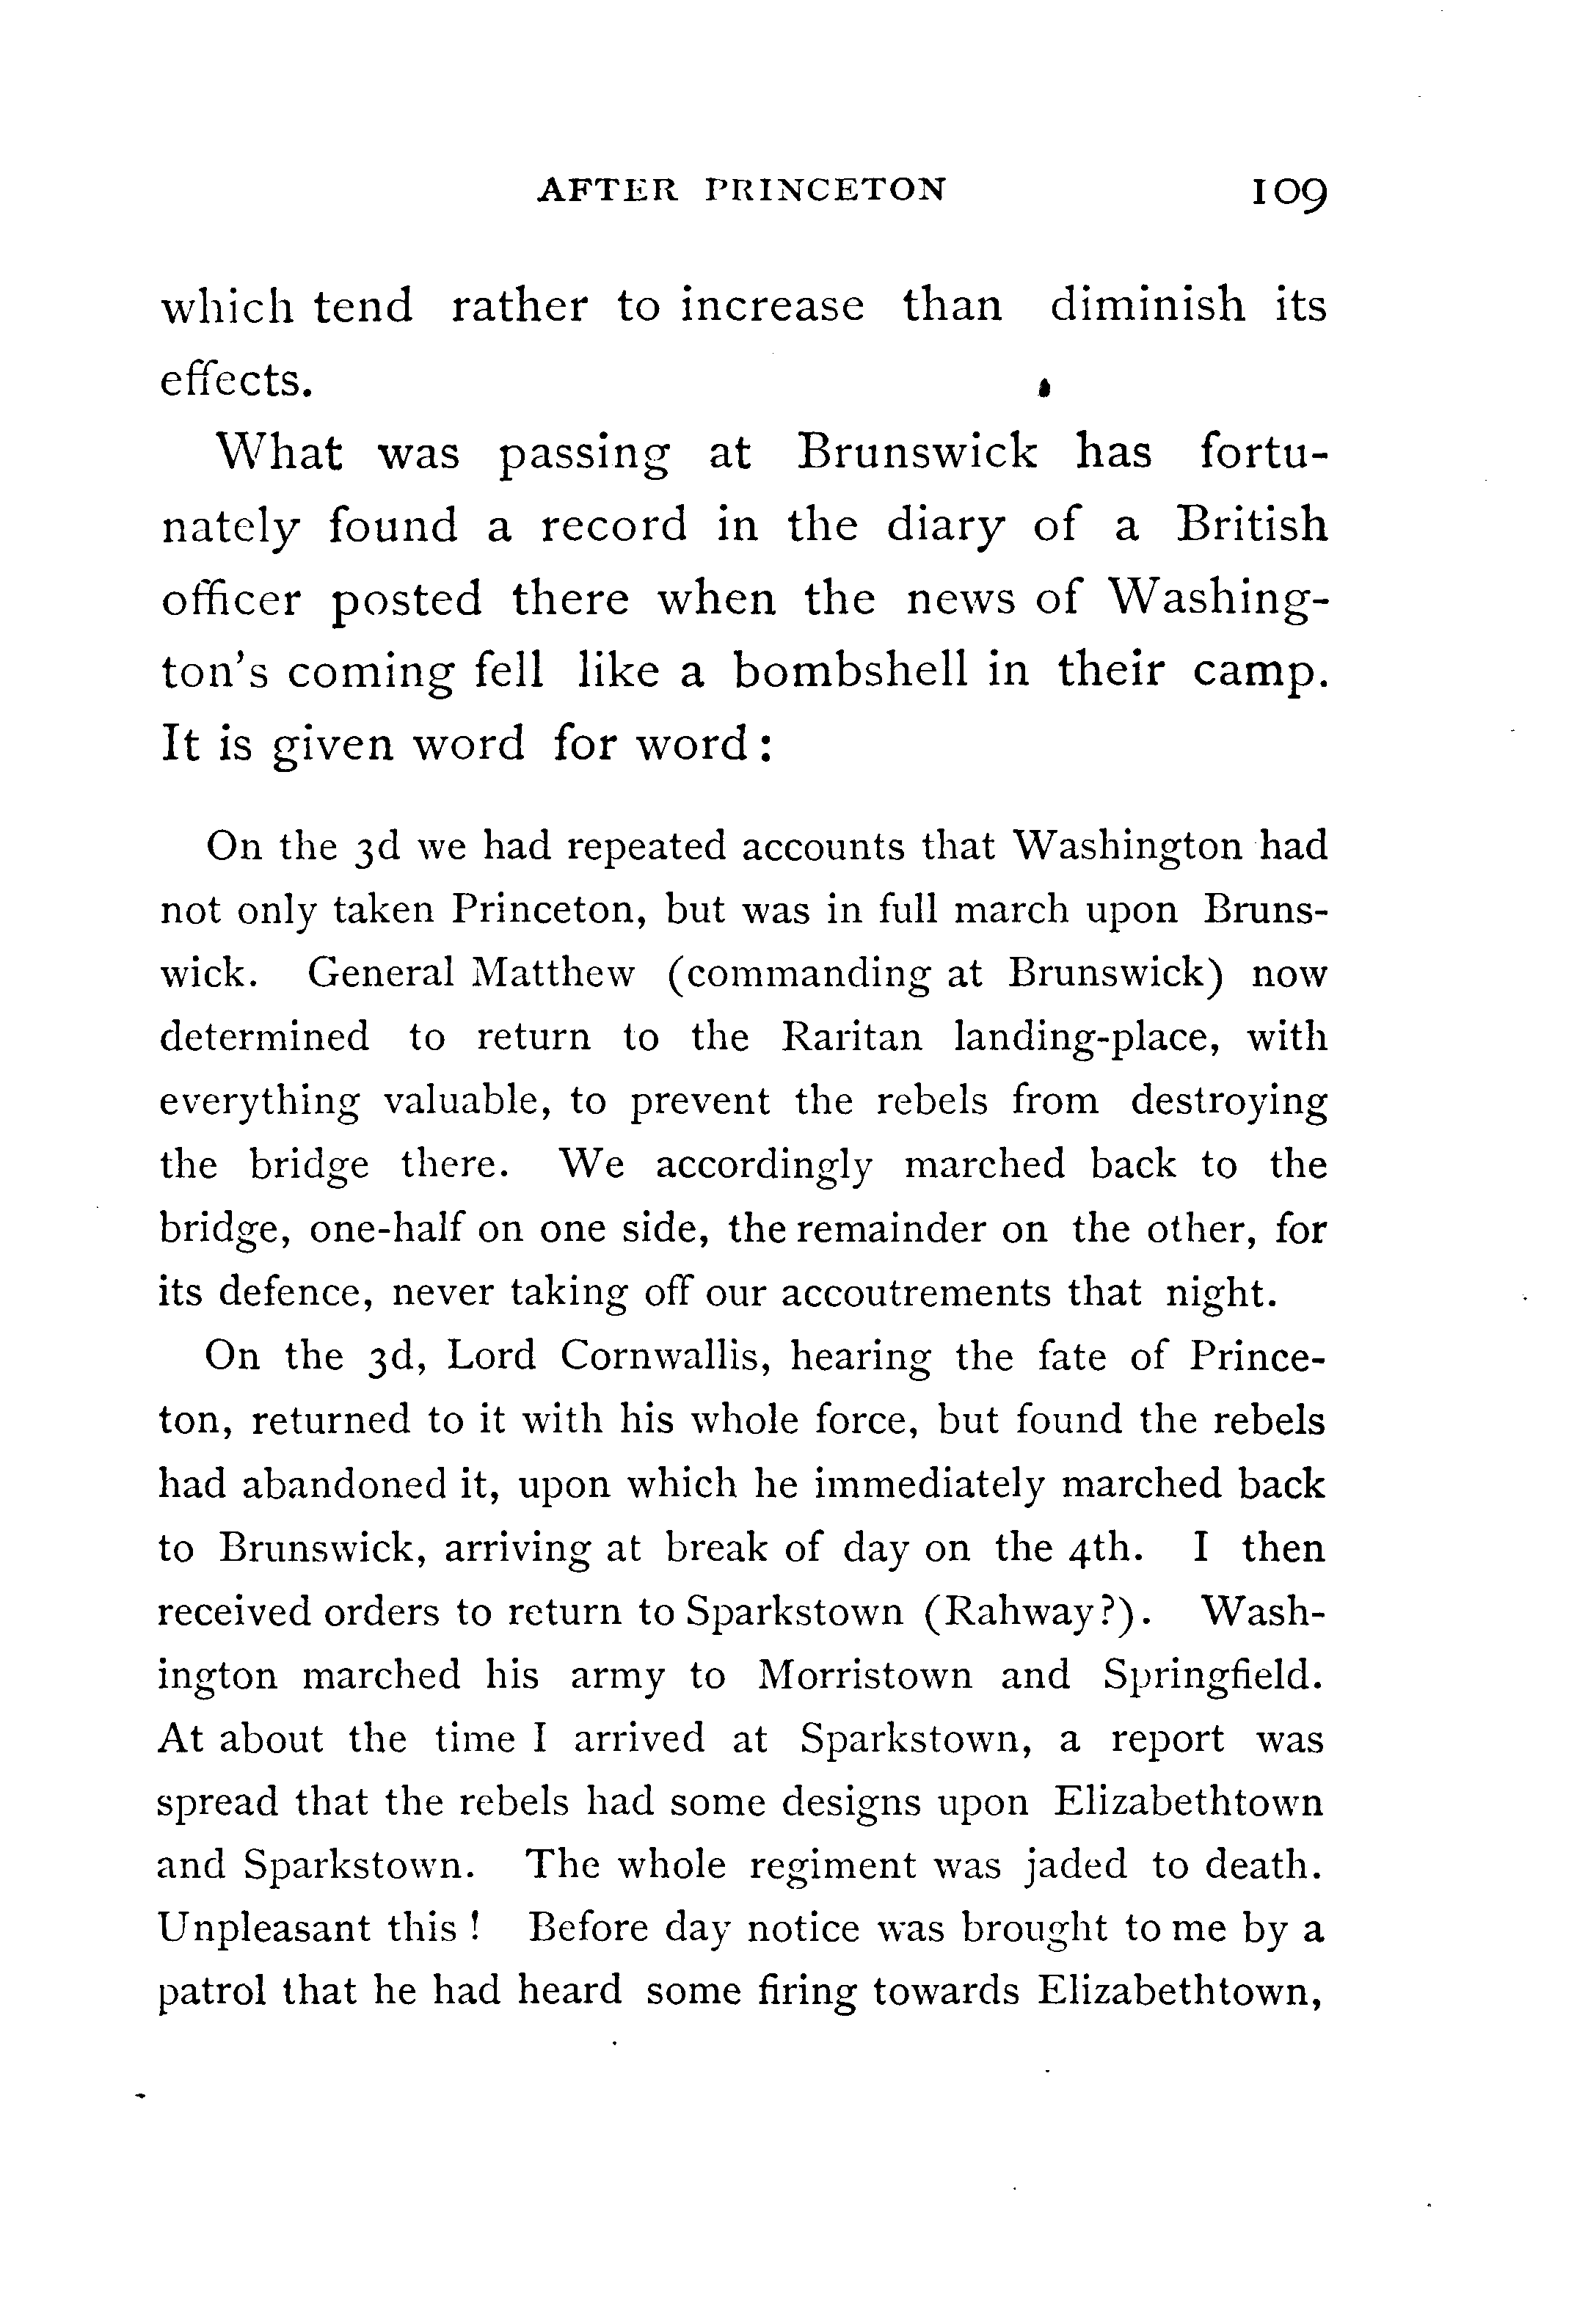 AFTER PRINCETON 109
which tend rather to increase than diminish its
effects.
What was passing at Brunswick has fortu-
nately found a record in the diary of a British
officer posted there when the news of Washing-
ton's coming fell like a bombshell in their camp.
It is given word for word:
On the 3d we had repeated accounts that Washington had
not only taken Princeton, but was in full march upon Bruns-
wick. General Matthew (commanding at Brunswick) now
determined to return to the Raritan landing-place, with
everything valuable, to prevent the rebels from destroying
the bridge there. We accordingly marched back to the
bridge, one-half on one side, the remainder on the other, for
its defence, never taking off our accoutrements that night.
On the 3d, Lord Cornwallis, hearing the fate of Prince-
ton, returned to it with his whole force, but found the rebels
had abandoned it, upon which he immediately marched back
to Brunswick, arriving at break of day on the 4th. I then
received orders to return to Sparkstown (Rahway?). Wash-
ington marched his army to Morristown and Springfield.
At about the time I arrived at Sparkstown, a report was
spread that the rebels had some designs upon Elizabethtown
and Sparkstown. The whole regiment was jaded to death.
Unpleasant this! Before day notice was brought to me by a
patrol that he had heard some firing towards Elizabethtown,